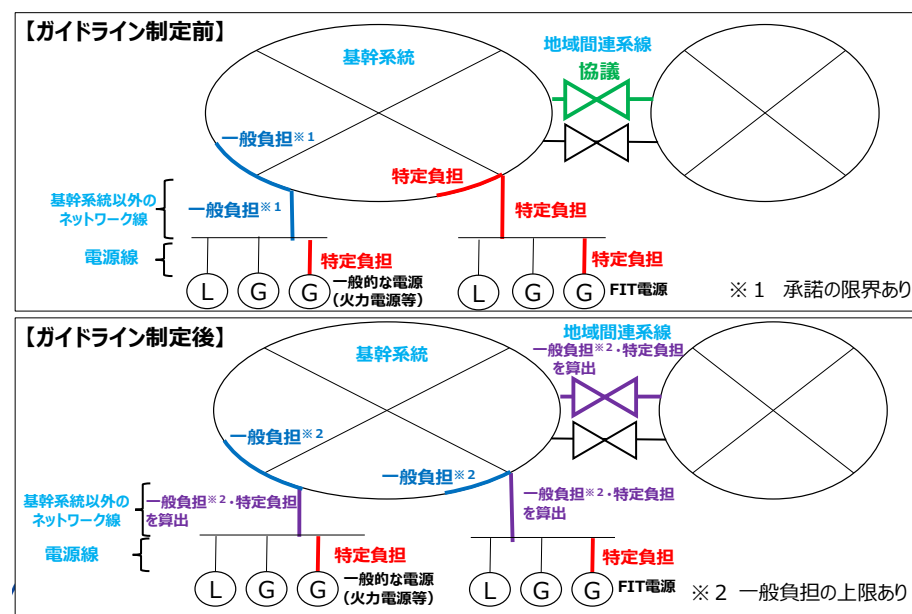 【ガイドライン制定前】
基幹系統
地域間連系線
協議
一般負担※1
特定負担
基幹系統以外の
ネットワーク線
一般負担※1
特定負担
電源線
特定負担
一般的な電源
(火力電源等)
特定負担
FIT電源
L
G
G
L
G
G
※1 承諾の限界あり
【ガイドライン制定後】
基幹系統
地域間連系線
一般負担※2・特定負担
を算出
一般負担※2
一般負担※2
基幹系統以外の
ネットワーク線
一般負担※2・特定負担
を算出
一般負担※2・特定負担
を算出
電源線
特定負担
一般的な電源
(火力電源等)
特定負担
FIT電源
L
G
G
L
G
G
※2 一般負担の上限あり